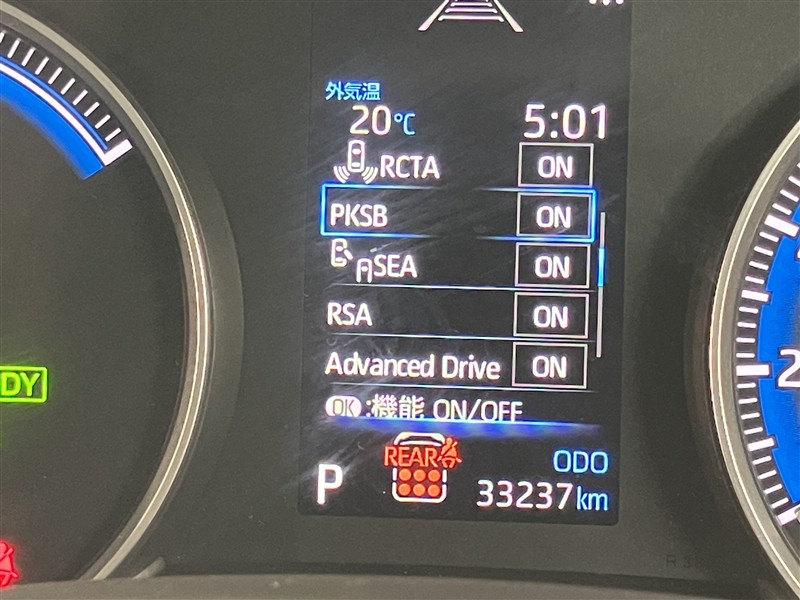 外気温
20℃ 5:01
RCTA ON
PKSB ON
SEA ON
RSA ON
Advanced Drive ON
OK :機能 ON/OFF
REAR
ODO
P
33237km
DY
2